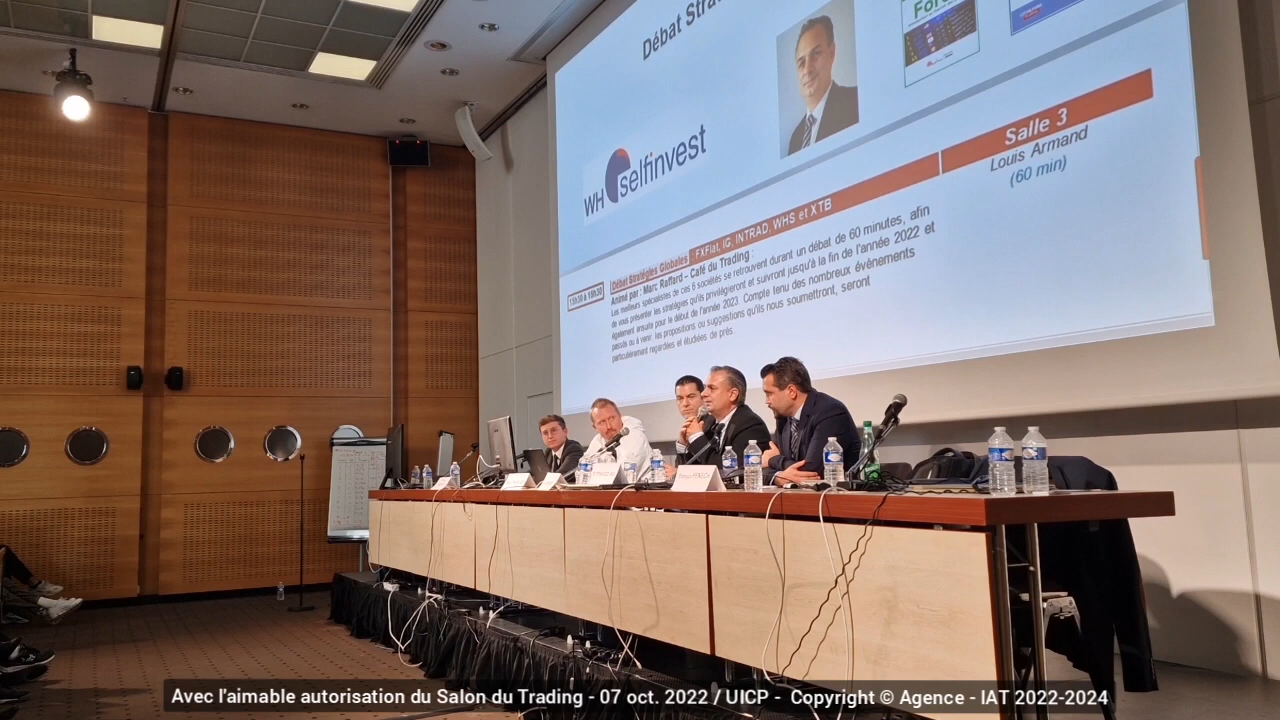 Débat Stra
For
WH selfinvest
Salle 3
Louis Armand
(60 min)
15h30 à 16h30
Débat Stratégies Globales : FXFlat, IG, INTRAD, WHS et XTB
Animé par : Marc Raffard – Café du Trading :
Les meilleurs spécialistes de ces 6 sociétés se retrouvent durant un débat de 60 minutes, afin
de vous présenter les stratégies qu'ils privilégieront et suivront jusqu'à la fin de l'année 2022 et
également ensuite pour le début de l'année 2023. Compte tenu des nombreux évènements
passés ou à venir, les propositions ou suggestions qu'ils nous soumettront, seront
particulièrement regardées et étudiées de près.
Avec l'aimable autorisation du Salon du Trading - 07 oct. 2022 / UICP - Copyright © Agence - IAT 2022-2024